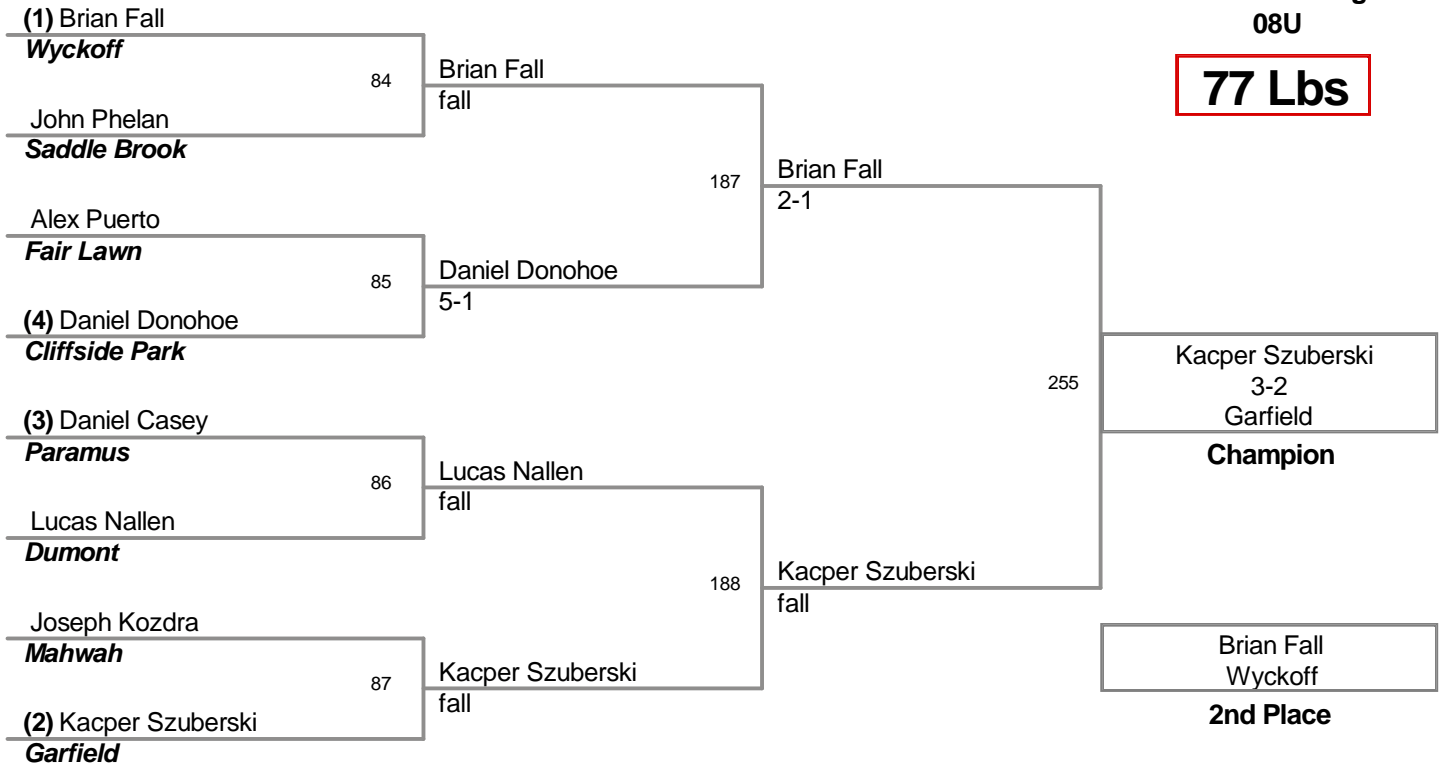 (1) Brian Fall
Wyckoff
84
John Phelan
Saddle Brook
Brian Fall
fall
Alex Puerto
Fair Lawn
85
(4) Daniel Donohoe
Cliffside Park
Daniel Donohoe
5-1
187
Brian Fall
2-1
(3) Daniel Casey
Paramus
86
Lucas Nallen
Dumont
Lucas Nallen
fall
Joseph Kozdra
Mahwah
87
(2) Kacper Szuberski
Garfield
Kacper Szuberski
fall
188
Kacper Szuberski
fall
255
08U
77 Lbs
Kacper Szuberski
3-2
Garfield
Champion
Brian Fall
Wyckoff
2nd Place